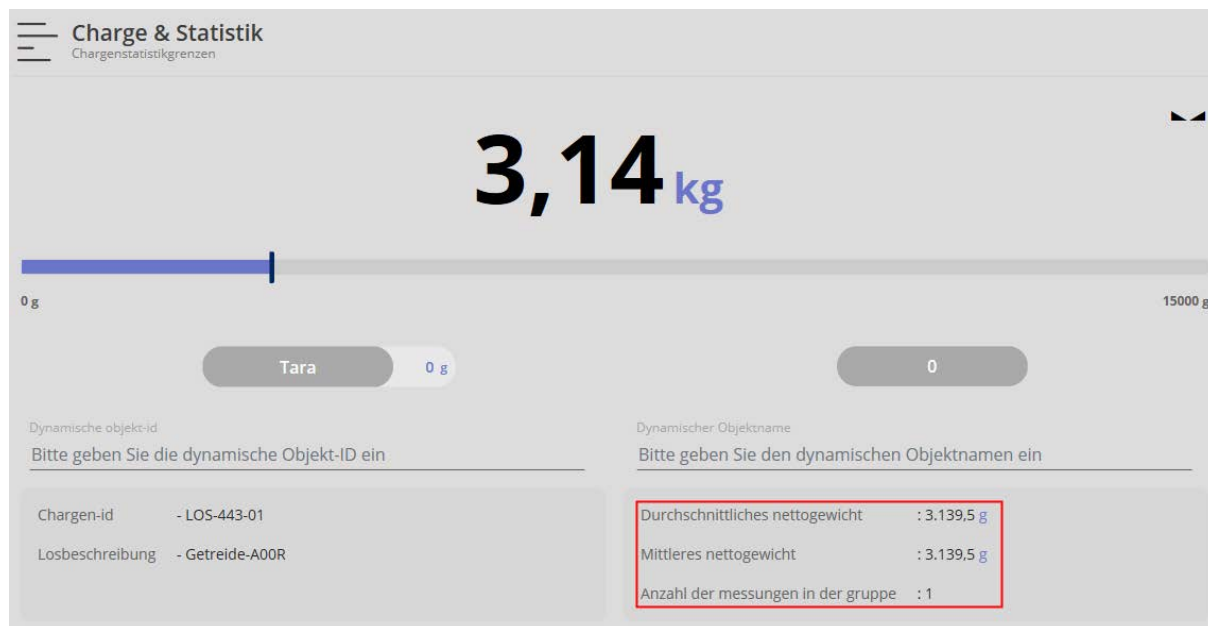 Charge & Statistik
Chargenstatistikgrenzen
3,14 kg
0 g
15000 g
Tara
0 g
0
Dynamische objekt-id
Bitte geben Sie die dynamische Objekt-ID ein
Dynamischer Objektname
Bitte geben Sie den dynamischen Objektnamen ein
Chargen-id - LOS-443-01
Losbeschreibung - Getreide-A00R
Durchschnittliches nettogewicht : 3.139,5 g
Mittleres nettogewicht : 3.139,5 g
Anzahl der messungen in der gruppe : 1